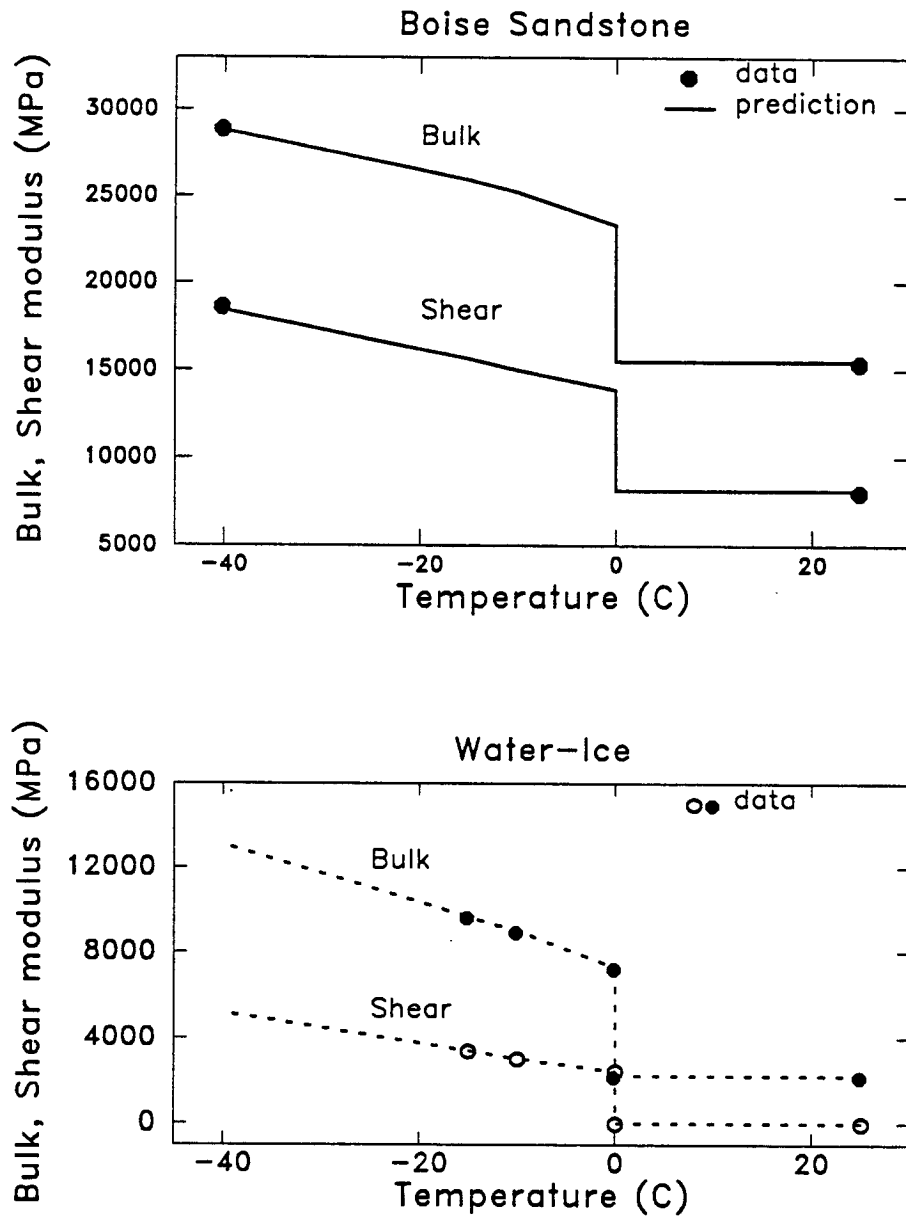 Boise Sandstone
data
prediction
Bulk
Shear
Bulk, Shear modulus (MPa)
30000
25000
20000
15000
10000
5000
-40
-20
0
20
Temperature (C)
Water-Ice
data
Bulk
Shear
Bulk, Shear modulus (MPa)
16000
12000
8000
4000
0
-40
-20
0
20
Temperature (C)